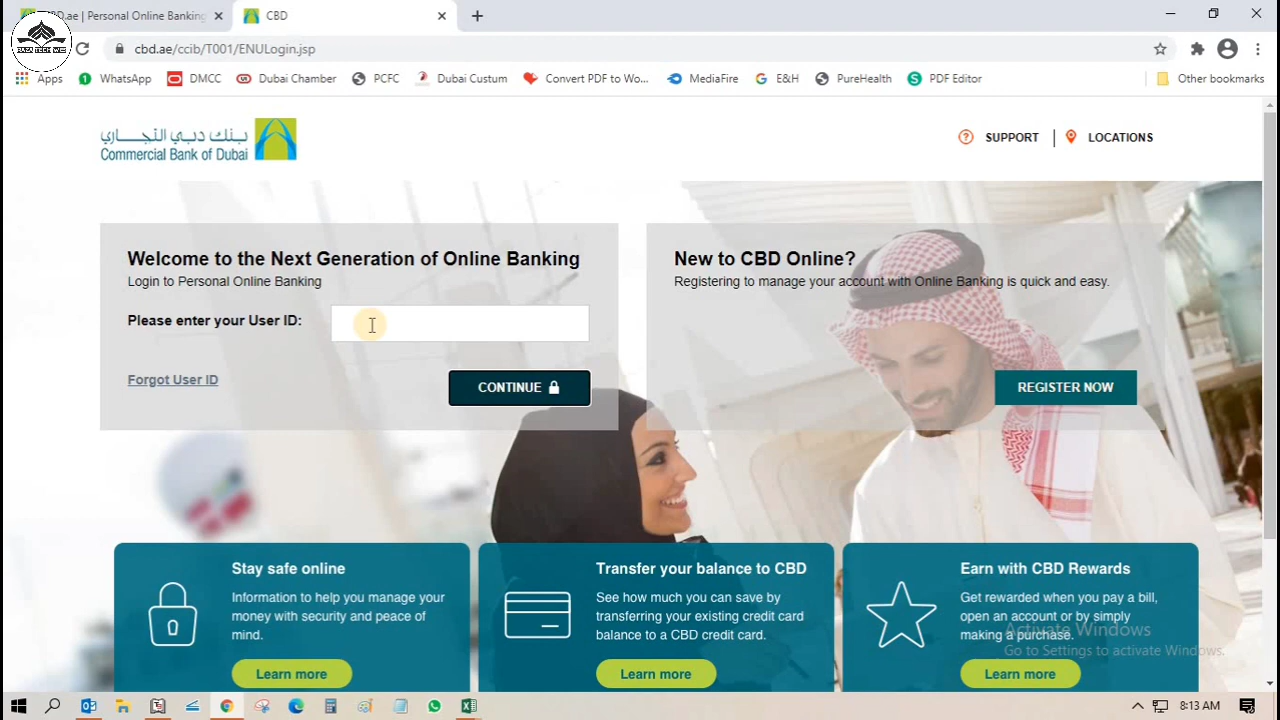 CBD.ae | Personal Online Banking
CBD
cbd.ae/ccib/T001/ENULogin.jsp
Apps
WhatsApp
DMCC
Dubai Chamber
PCFC
Dubai Custum
Convert PDF to Wo...
MediaFire
E&H
PureHealth
PDF Editor
Other bookmarks
بنك دبي التجاري
Commercial Bank of Dubai
SUPPORT
LOCATIONS
Welcome to the Next Generation of Online Banking
Login to Personal Online Banking
Please enter your User ID:
Forgot User ID
CONTINUE
New to CBD Online?
Registering to manage your account with Online Banking is quick and easy.
REGISTER NOW
Stay safe online
Information to help you manage your
money with security and peace of
mind.
Learn more
Transfer your balance to CBD
See how much you can save by
transferring your existing credit card
balance to a CBD credit card.
Learn more
Earn with CBD Rewards
Get rewarded when you pay a bill,
open an account or by simply
making a purchase.
Learn more
Activate Windows
Go to Settings to activate Windows.
8:13 AM